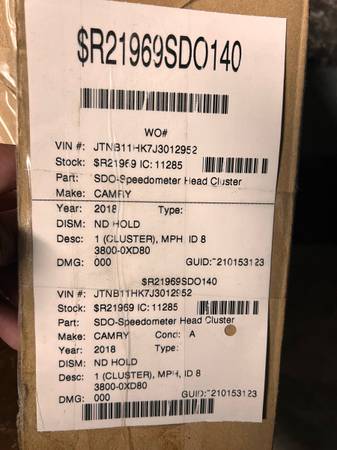 $R21969SDO140
WO#
VIN #: JTNB11HK7J3012952
Stock: $R21969 IC: 11285
Part: SDO-Speedometer Head Cluster
Make: CAMRY
Year: 2018 Type:
DISM: ND HOLD
Desc: 1 (CLUSTER), MPH, ID 8
3800-0XD80
DMG: 000 GUID: 210153123
$R21969SDO140
VIN #: JTNB11HK7J3012952
Stock: $R21969 IC: 11285
Part: SDO-Speedometer Head Cluster
Make: CAMRY Cond: A
Year: 2018 Type:
DISM: ND HOLD
Desc: 1 (CLUSTER), MPH, ID 8
3800-0XD80
DMG: 000 GUID: 210153123